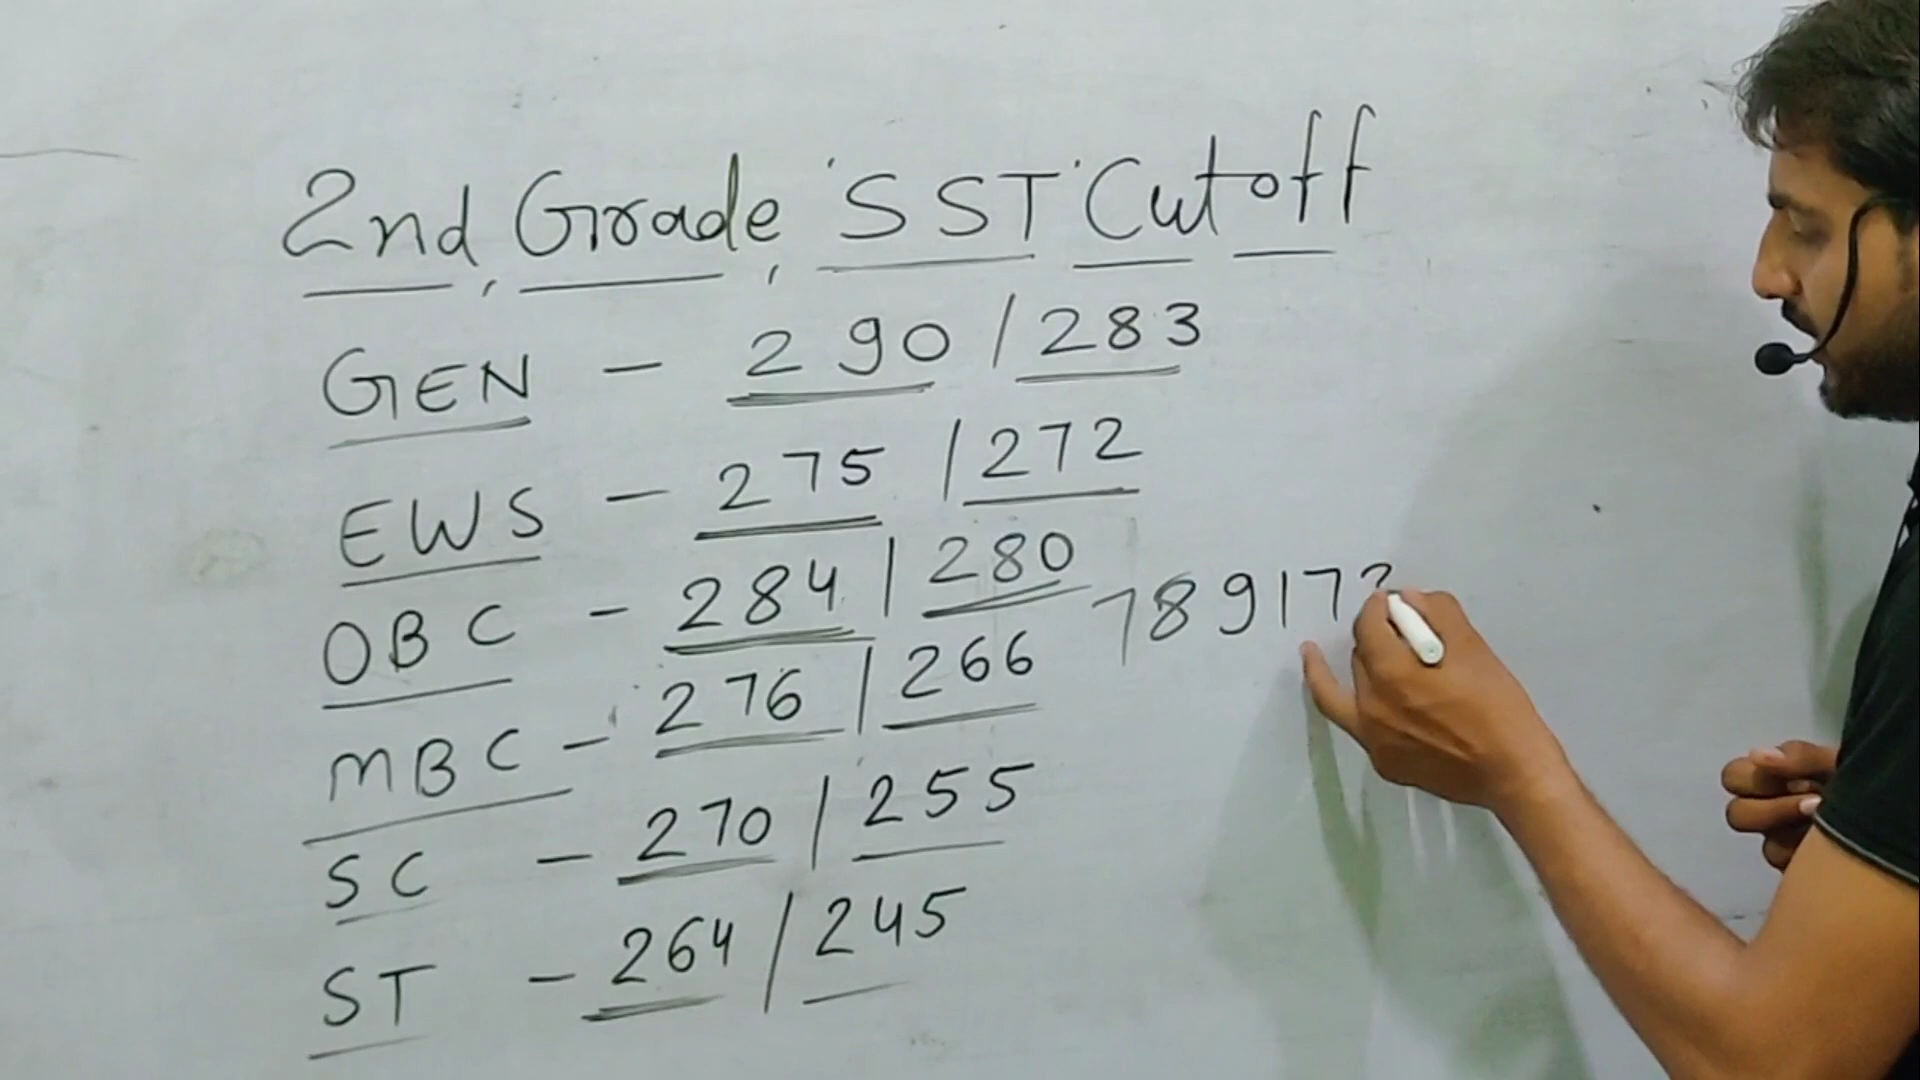 2nd Grade, 'SST' Cutoff
GEN - 290 / 283
EWS - 275 / 272
OBC - 284 / 280
789172
MBC - 276 / 266
SC - 270 / 255
ST - 264 / 245